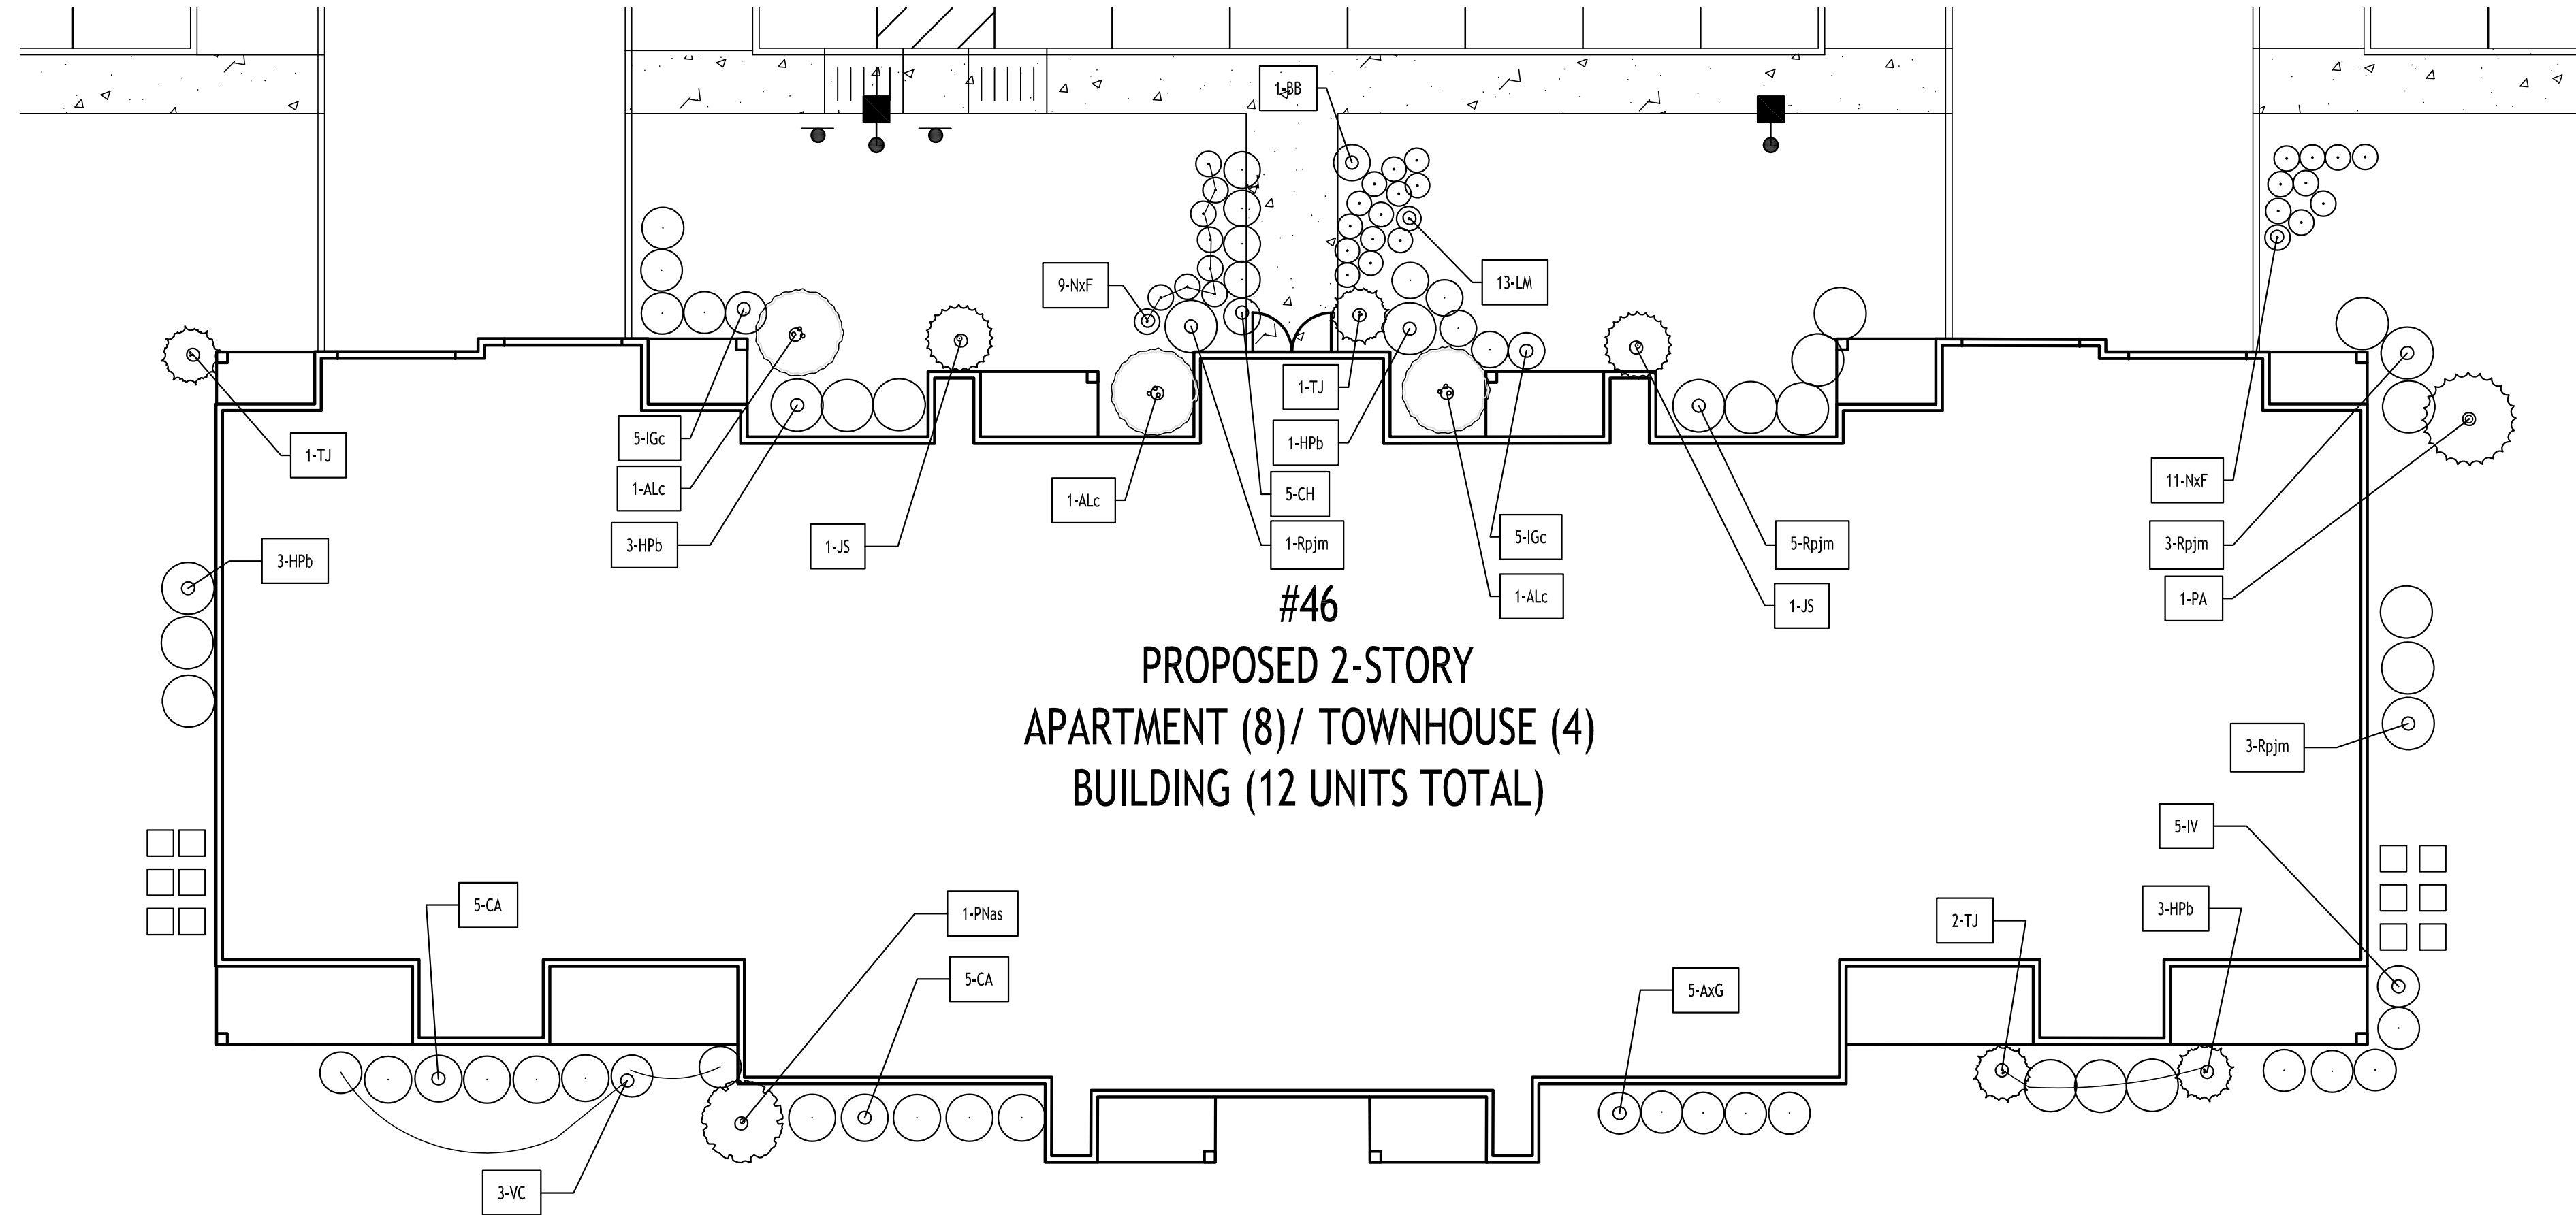 1-BB
9-NxF
13-LM
1-TJ
5-IGc
1-TJ
1-HPb
1-ALc
11-NxF
1-ALc
5-CH
3-HPb
1-JS
1-Rpjm
5-IGc
5-Rpjm
3-Rpjm
3-HPb
1-ALc
1-JS
1-PA
#46
PROPOSED 2-STORY
APARTMENT (8)/ TOWNHOUSE (4)
BUILDING (12 UNITS TOTAL)
3-Rpjm
5-IV
5-CA
1-PNas
2-TJ
3-HPb
5-CA
5-AxG
3-VC